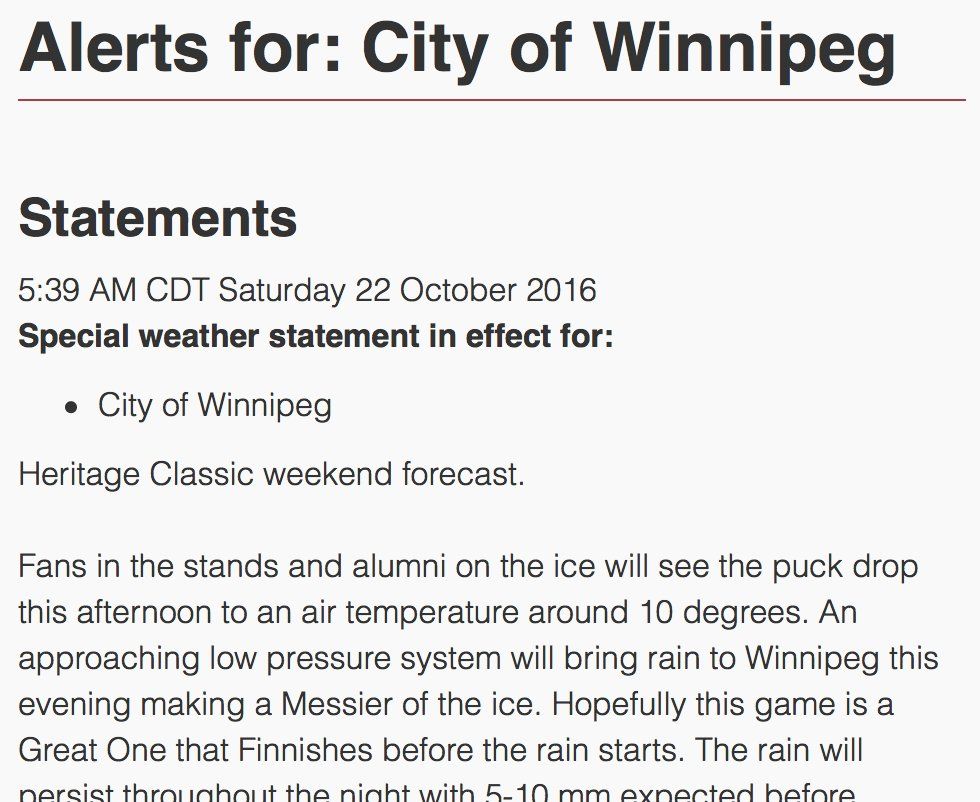 Alerts for: City of Winnipeg
Statements
5:39 AM CDT Saturday 22 October 2016
Special weather statement in effect for:
• City of Winnipeg
Heritage Classic weekend forecast.
Fans in the stands and alumni on the ice will see the puck drop
this afternoon to an air temperature around 10 degrees. An
approaching low pressure system will bring rain to Winnipeg this
evening making a Messier of the ice. Hopefully this game is a
Great One that Finnishes before the rain starts. The rain will
persist throughout the night with 5-10 mm expected before